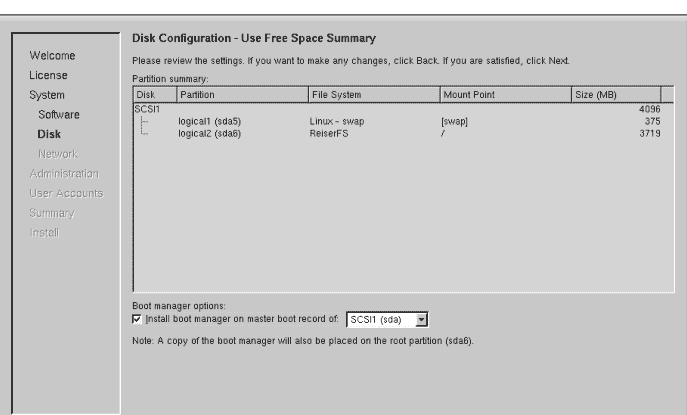 Welcome
License
System
Software
Disk
Network
Administration
User Accounts
Summary
Install
Disk Configuration - Use Free Space Summary
Please review the settings. If you want to make any changes, click Back. If you are satisfied, click Next.
Partition summary:
Disk Partition File System Mount Point Size (MB)
SCSI1 4096
logical1 (sda5) Linux - swap [swap] 375
logical2 (sda6) ReiserFS / 3719
Boot manager options:
Install boot manager on master boot record of: SCSI1 (sda)
Note: A copy of the boot manager will also be placed on the root partition (sda6).